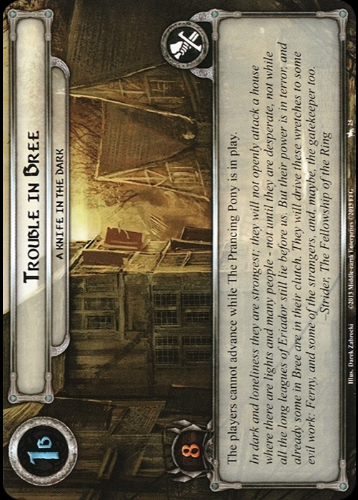 1B
TROUBLE IN BREE
A KNIFE IN THE DARK
8
The players cannot advance while The Prancing Pony is in play.
In dark and loneliness they are strongest; they will not openly attack a house
where there are lights and many people - not until they are desperate, not while
all the long leagues of Eriador still lie before us. But their power is in terror, and
already some in Bree are in their clutch. They will drive these wretches to some
evil work: Ferny, and some of the strangers, and, maybe, the gatekeeper too.
–Strider, The Fellowship of the Ring
Illus. Darek Zabrocki ©2013 Middle-earth Enterprises ©2013 FFG 25